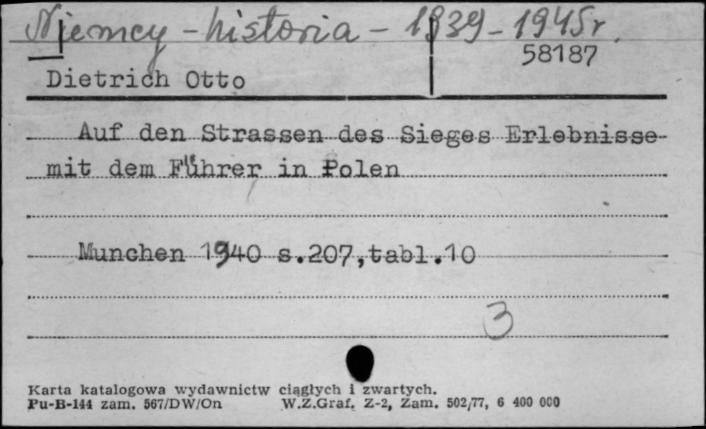 Niemcy - historia - 1939 - 1945 r.
58187
Dietrich Otto
Auf den Strassen des Sieges Erlebnisse
mit dem Führer in Polen
Munchen 1940 s.207,tabl.10
3
Karta katalogowa wydawnictw ciągłych i zwartych.
Pu-B-144 zam. 567/DW/On W.Z.Graf. Z-2, Zam. 502/77, 6 400 000